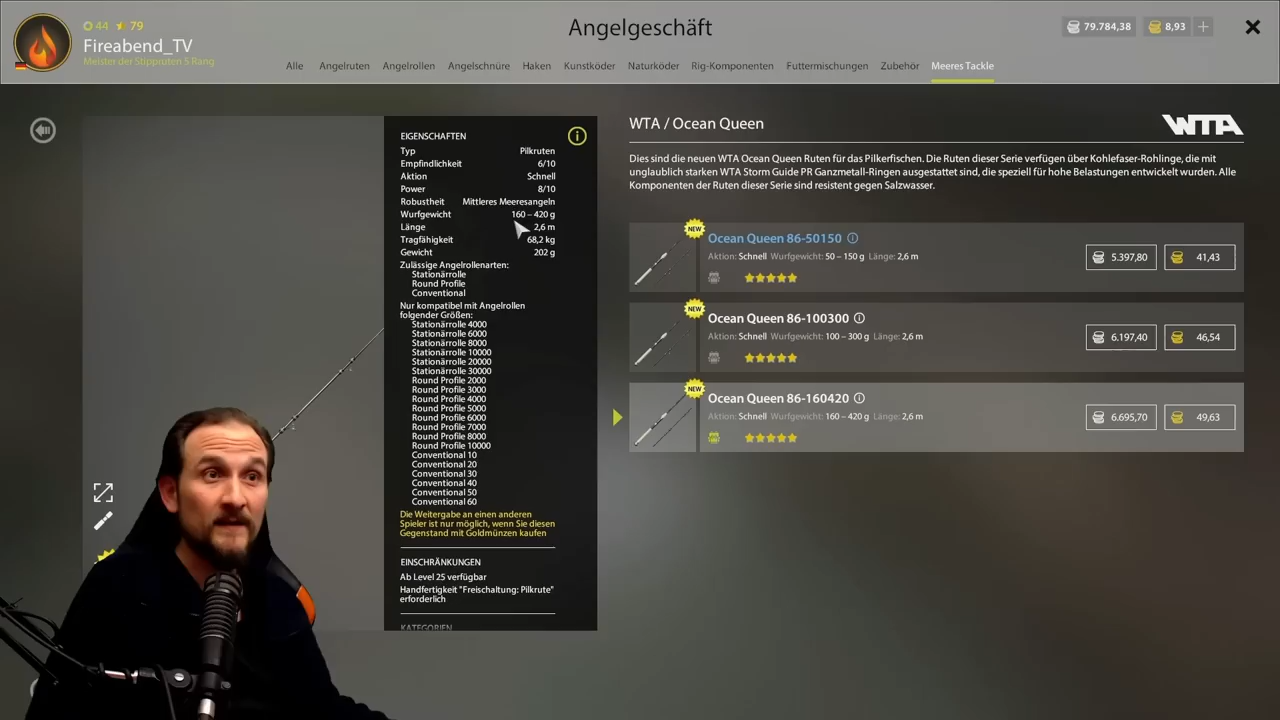 44 79
Fireabend_TV
Meister der Stipprüten 5 Rang
Angelgeschäft
79.784,38
8,93
Alle Angelruten Angelrollen Angelschnüre Haken Kunstköder Naturköder Rig-Komponenten Futtermischungen Zubehör Meeres Tackle
EIGENSCHAFTEN
Typ Pilkruten
Empfindlichkeit 6/10
Aktion Schnell
Power 8/10
Robustheit Mittleres Meeresangeln
Wurfgewicht 160 – 420 g
Länge 2,6 m
Tragfähigkeit 68,2 kg
Gewicht 202 g
Zulässige Angelrollenarten:
Stationärrolle
Round Profile
Conventional
Nur kompatibel mit Angelrollen
folgender Größen:
Stationärrolle 4000
Stationärrolle 6000
Stationärrolle 8000
Stationärrolle 10000
Stationärrolle 20000
Stationärrolle 30000
Round Profile 2000
Round Profile 3000
Round Profile 4000
Round Profile 5000
Round Profile 6000
Round Profile 7000
Round Profile 8000
Round Profile 10000
Conventional 10
Conventional 20
Conventional 30
Conventional 40
Conventional 50
Conventional 60
Die Weitergabe an einen anderen
Spieler ist nur möglich, wenn Sie diesen
Gegenstand mit Goldmünzen kaufen
EINSCHRÄNKUNGEN
Ab Level 25 verfügbar
Handfertigkeit "Freischaltung: Pilkrute"
erforderlich
KATEGORIEN
WTA / Ocean Queen
WTA
Dies sind die neuen WTA Ocean Queen Ruten für das Pilkerfischen. Die Ruten dieser Serie verfügen über Kohlefaser-Rohlinge, die mit
unglaublich starken WTA Storm Guide PR Ganzmetall-Ringen ausgestattet sind, die speziell für hohe Belastungen entwickelt wurden. Alle
Komponenten der Ruten dieser Serie sind resistent gegen Salzwasser.
NEW
Ocean Queen 86-50150
Aktion: Schnell Wurfgewicht: 50 – 150 g Länge: 2,6 m
5.397,80
41,43
NEW
Ocean Queen 86-100300
Aktion: Schnell Wurfgewicht: 100 – 300 g Länge: 2,6 m
6.197,40
46,54
NEW
Ocean Queen 86-160420
Aktion: Schnell Wurfgewicht: 160 – 420 g Länge: 2,6 m
6.695,70
49,63